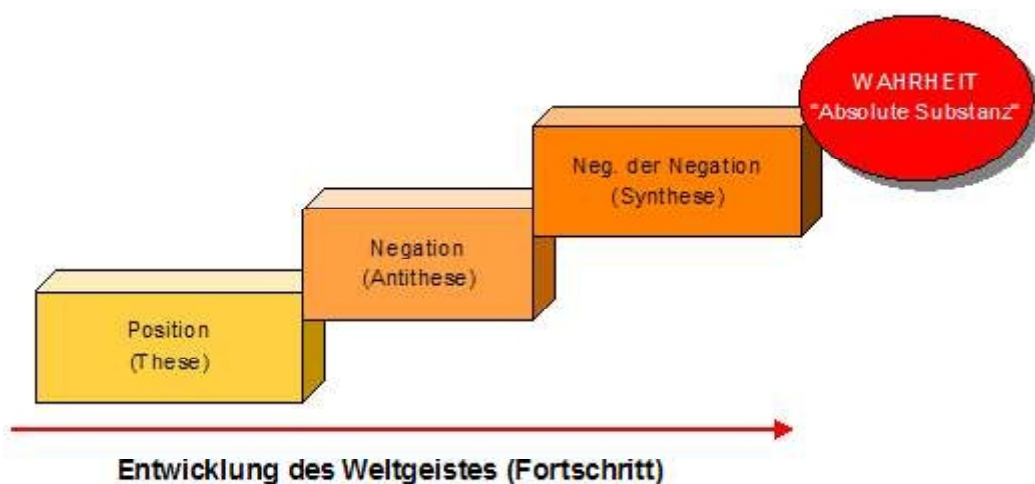 WAHRHEIT
"Absolute Substanz"
Neg. der Negation
(Synthese)
Negation
(Antithese)
Position
(These)
Entwicklung des Weltgeistes (Fortschritt)